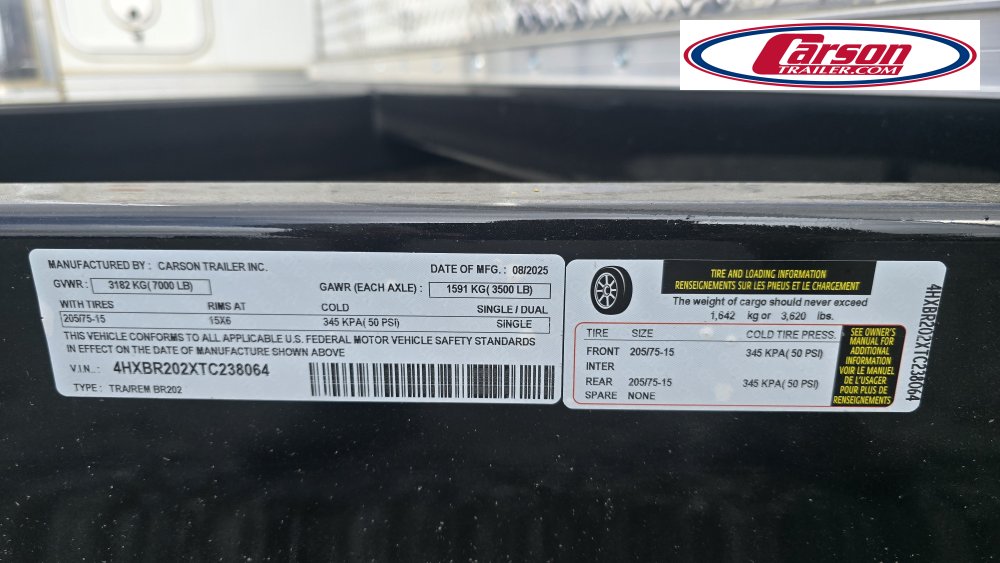 Carson
TRAILER.COM
MANUFACTURED BY : CARSON TRAILER INC.
DATE OF MFG. : 08/2025
GVWR : 3182 KG( 7000 LB)
GAWR (EACH AXLE) : 1591 KG( 3500 LB)
WITH TIRES RIMS AT COLD SINGLE / DUAL
205/75-15 15X6 345 KPA( 50 PSI) SINGLE
THIS VEHICLE CONFORMS TO ALL APPLICABLE U.S. FEDERAL MOTOR VEHICLE SAFETY STANDARDS
IN EFFECT ON THE DATE OF MANUFACTURE SHOWN ABOVE
V.I.N. : 4HXBR202XTC238064
TYPE : TRA/REM BR202
TIRE AND LOADING INFORMATION
RENSEIGNEMENTS SUR LES PNEUS ET LE CHARGEMENT
The weight of cargo should never exceed
1,642 kg or 3,620 lbs.
TIRE SIZE COLD TIRE PRESS.
FRONT 205/75-15 345 KPA( 50 PSI)
INTER
REAR 205/75-15 345 KPA( 50 PSI)
SPARE NONE
SEE OWNER'S
MANUAL FOR
ADDITIONAL
INFORMATION
VOIR LE MANUEL
DE L'USAGER
POUR PLUS DE
RENSEIGNEMENTS
4HXBR202XTC238064